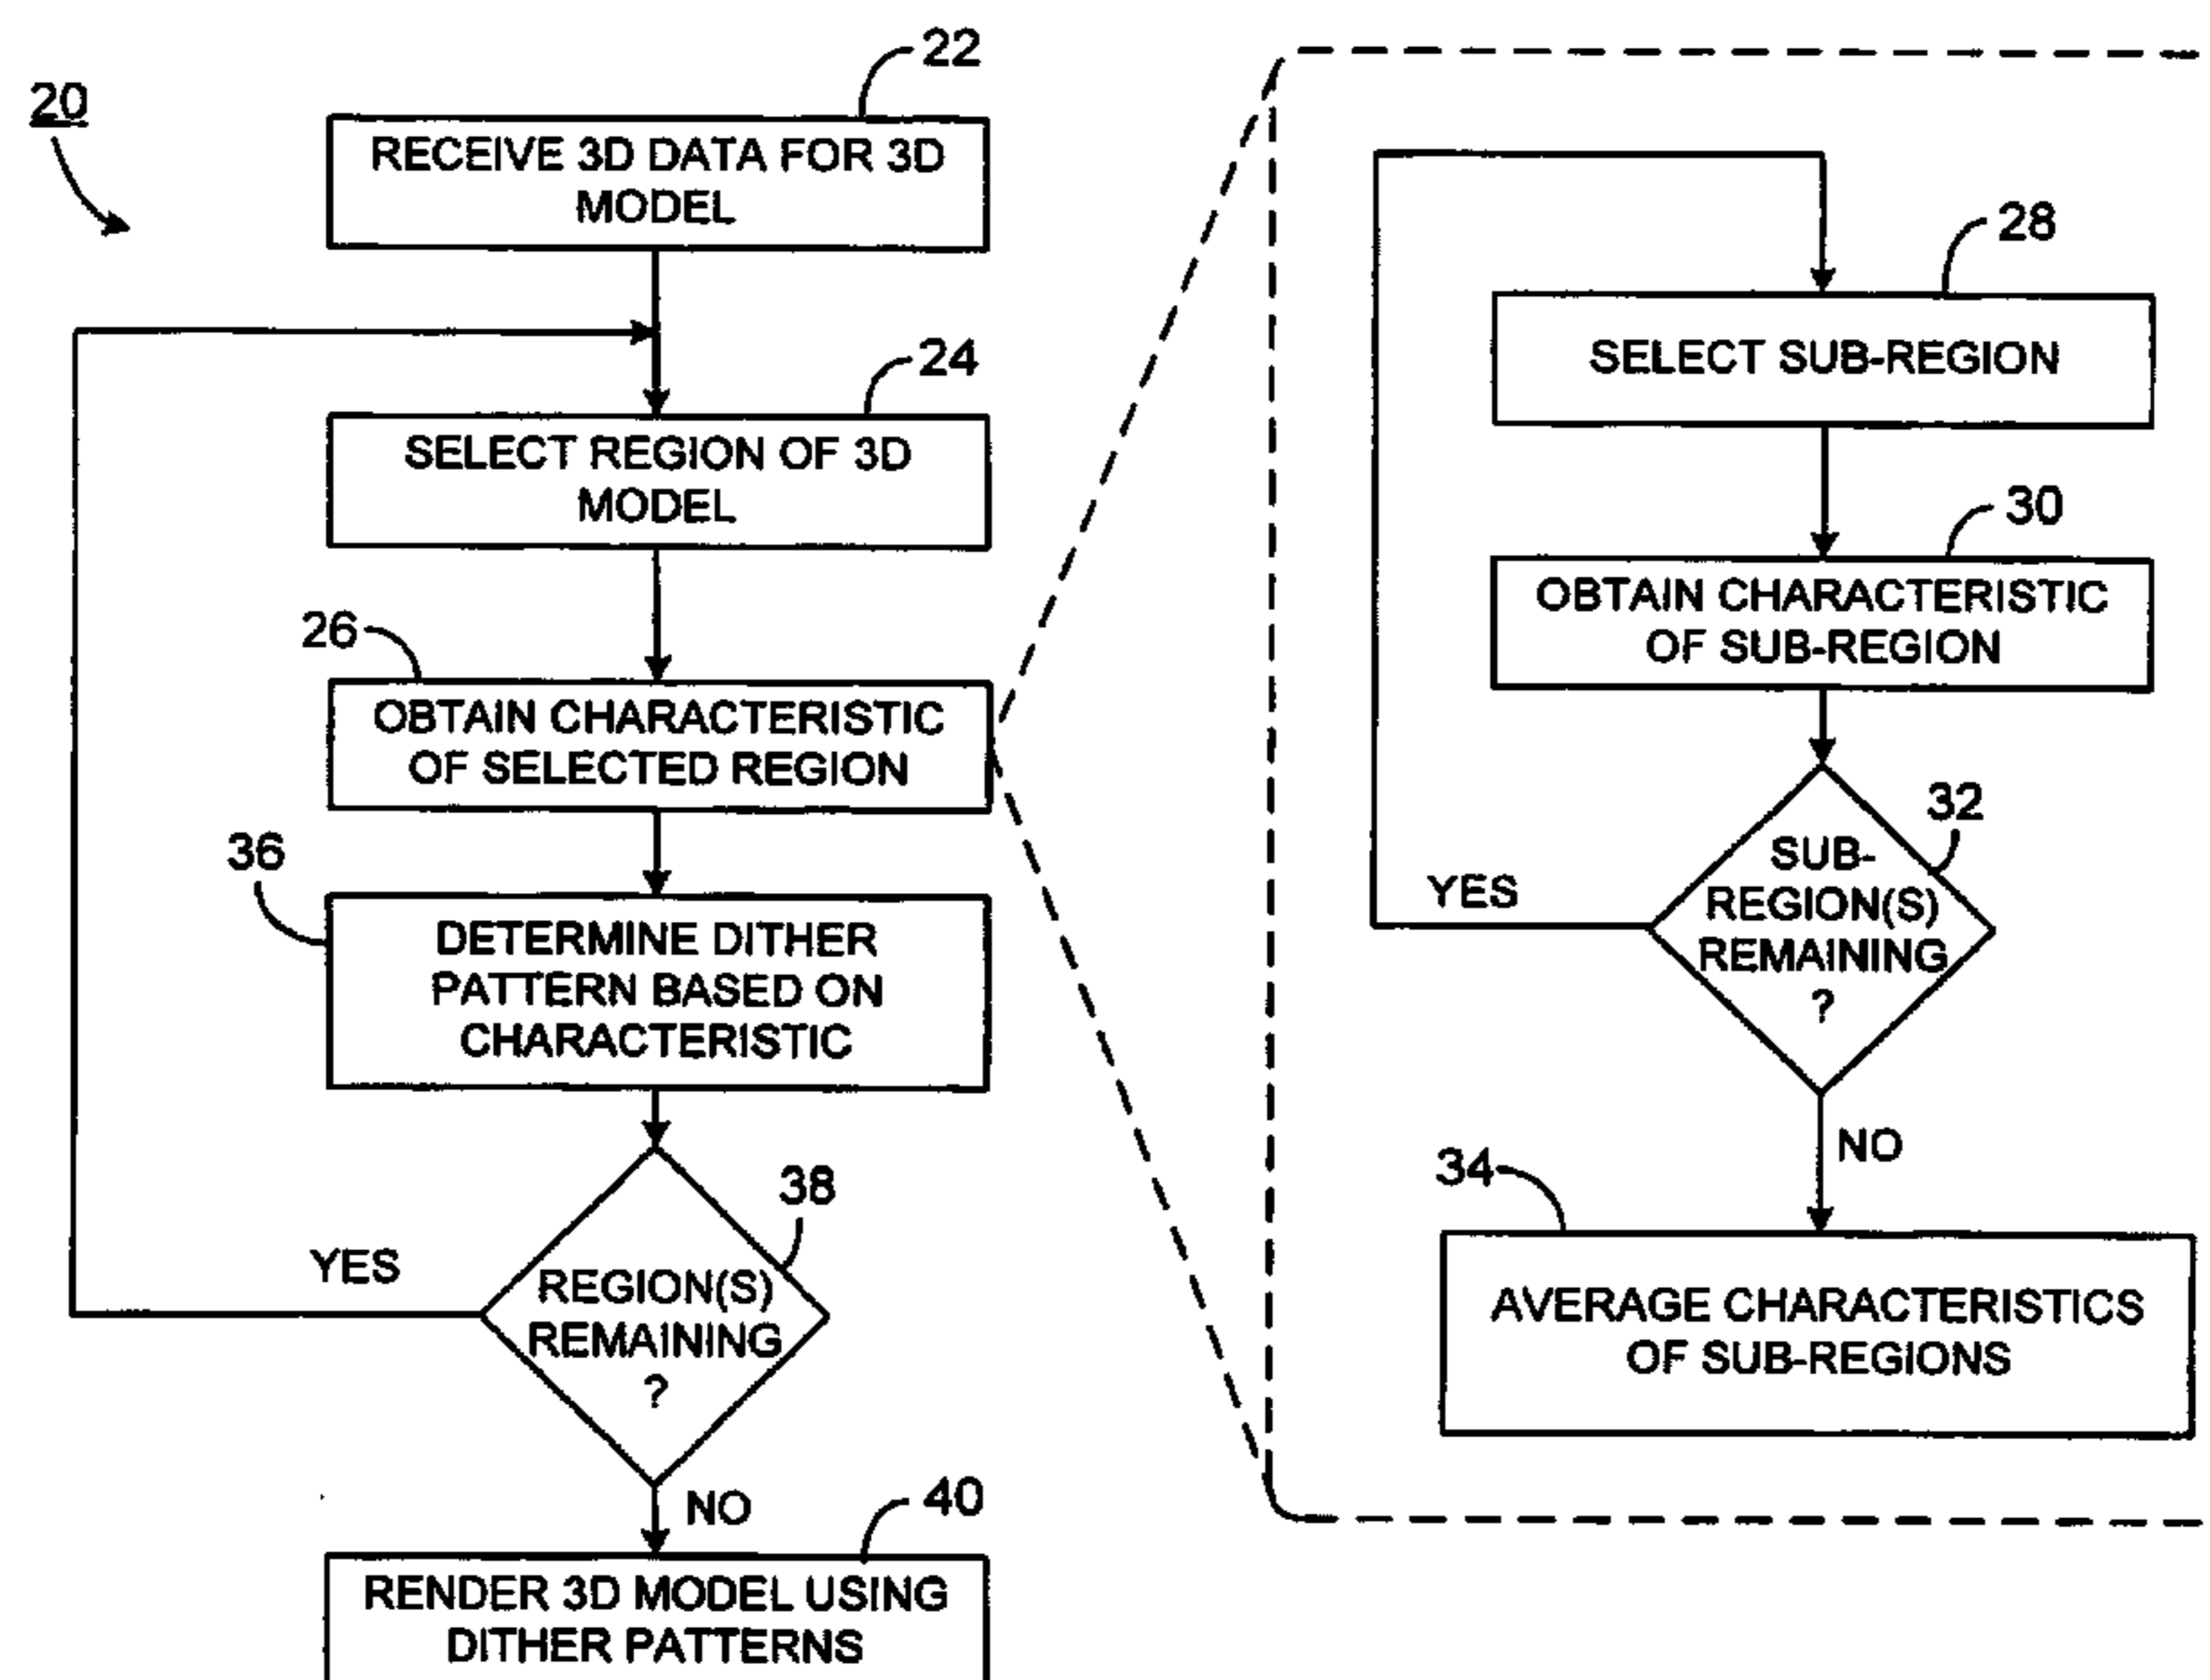 20
22
RECEIVE 3D DATA FOR 3D
MODEL
24
SELECT REGION OF 3D
MODEL
26
OBTAIN CHARACTERISTIC
OF SELECTED REGION
36
DETERMINE DITHER
PATTERN BASED ON
CHARACTERISTIC
38
YES
REGION(S)
REMAINING
?
NO
40
RENDER 3D MODEL USING
DITHER PATTERNS
28
SELECT SUB-REGION
30
OBTAIN CHARACTERISTIC
OF SUB-REGION
32
SUB-
REGION(S)
REMAINING
?
YES
NO
34
AVERAGE CHARACTERISTICS
OF SUB-REGIONS